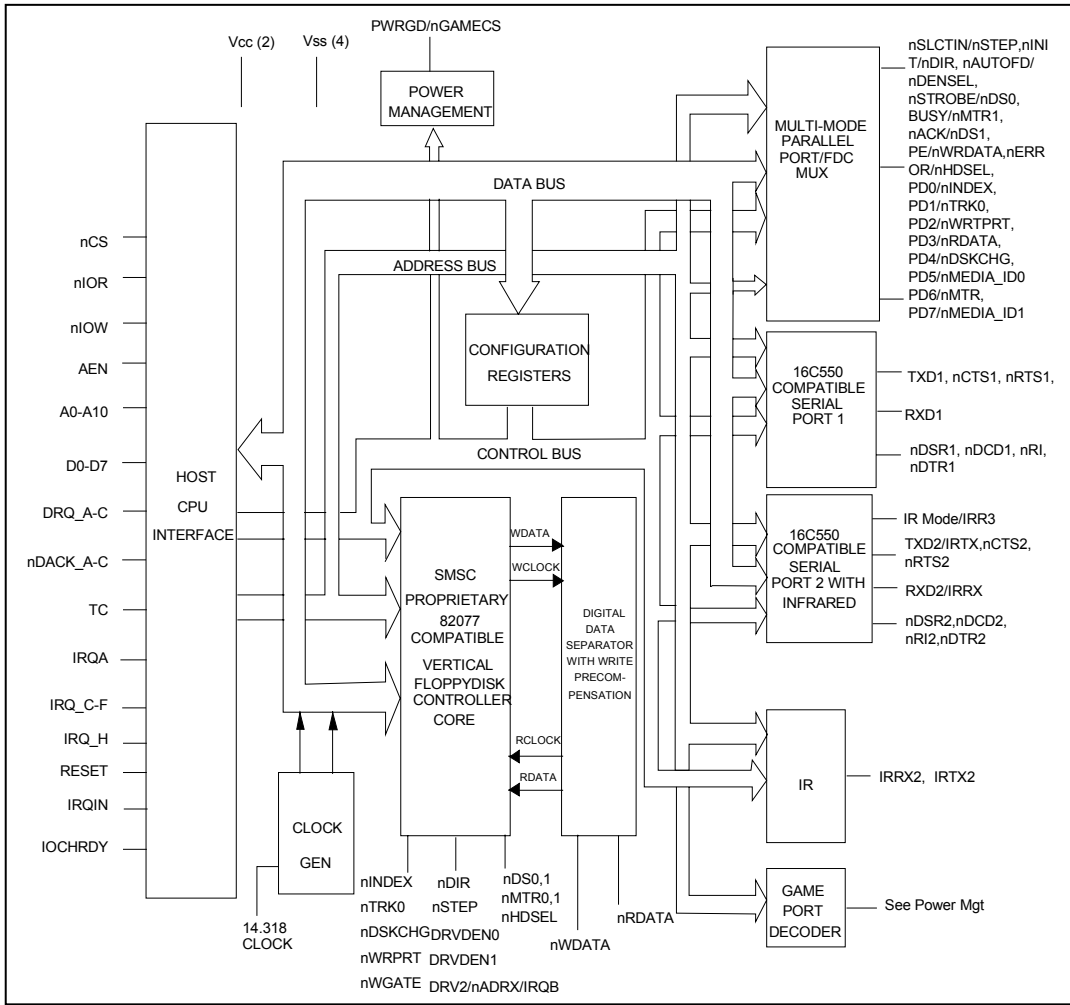 Vcc (2)
Vss (4)
PWRGD/nGAMECS
POWER
MANAGEMENT
DATA BUS
ADDRESS BUS
CONFIGURATION
REGISTERS
CONTROL BUS
nCS
nIOR
nIOW
AEN
A0-A10
D0-D7
DRQ_A-C
nDACK_A-C
TC
IRQA
IRQ_C-F
IRQ_H
RESET
IRQIN
IOCHRDY
HOST
CPU
INTERFACE
CLOCK
GEN
14.318
CLOCK
SMSC
PROPRIETARY
82077
COMPATIBLE
VERTICAL
FLOPPYDISK
CONTROLLER
CORE
WDATA
WCLOCK
RCLOCK
RDATA
DIGITAL
DATA
SEPARATOR
WITH WRITE
PRECOM-
PENSATION
nINDEX
nTRK0
nDSKCHG
nWRPRT
nWGATE
nDIR
nSTEP
DRVDEN0
DRVDEN1
DRV2/nADRX/IRQB
nDS0,1
nMTR0,1
nHDSEL
nWDATA
nRDATA
MULTI-MODE
PARALLEL
PORT/FDC
MUX
nSLCTIN/nSTEP,nINI
T/nDIR, nAUTOFD/
nDENSEL,
nSTROBE/nDS0,
BUSY/nMTR1,
nACK/nDS1,
PE/nWRDATA,nERR
OR/nHDSEL,
PD0/nINDEX,
PD1/nTRK0,
PD2/nWRTPRT,
PD3/nRDATA,
PD4/nDSKCHG,
PD5/nMEDIA_ID0
PD6/nMTR,
PD7/nMEDIA_ID1
16C550
COMPATIBLE
SERIAL
PORT 1
TXD1, nCTS1, nRTS1,
RXD1
nDSR1, nDCD1, nRI,
nDTR1
16C550
COMPATIBLE
SERIAL
PORT 2 WITH
INFRARED
IR Mode/IRR3
TXD2/IRTX,nCTS2,
nRTS2
RXD2/IRRX
nDSR2,nDCD2,
nRI2,nDTR2
IR
IRRX2, IRTX2
GAME
PORT
DECODER
See Power Mgt